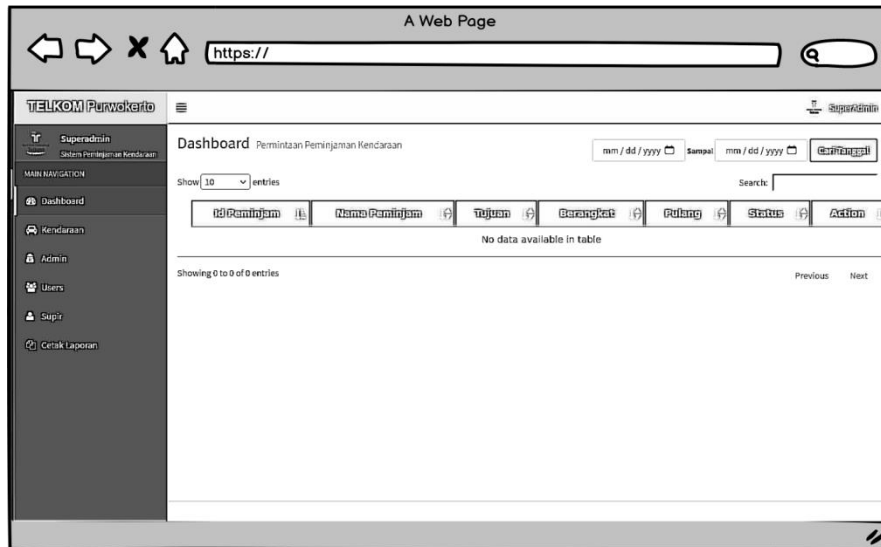 A Web Page
https://
TELKOM Purwokerto
SuperAdmin
Superadmin
Sistem Peminjaman Kendaraan
MAIN NAVIGATION
Dashboard
Kendaraan
Admin
Users
Supir
Cetak Laporan
Dashboard Permintaan Peminjaman Kendaraan
mm / dd / yyyy Sampai mm / dd / yyyy Cari Tanggal
Show 10 entries
Search:
Id Peminjam Nama Peminjam Tujuan Berangkat Pulang Status Action
No data available in table
Showing 0 to 0 of 0 entries
Previous Next